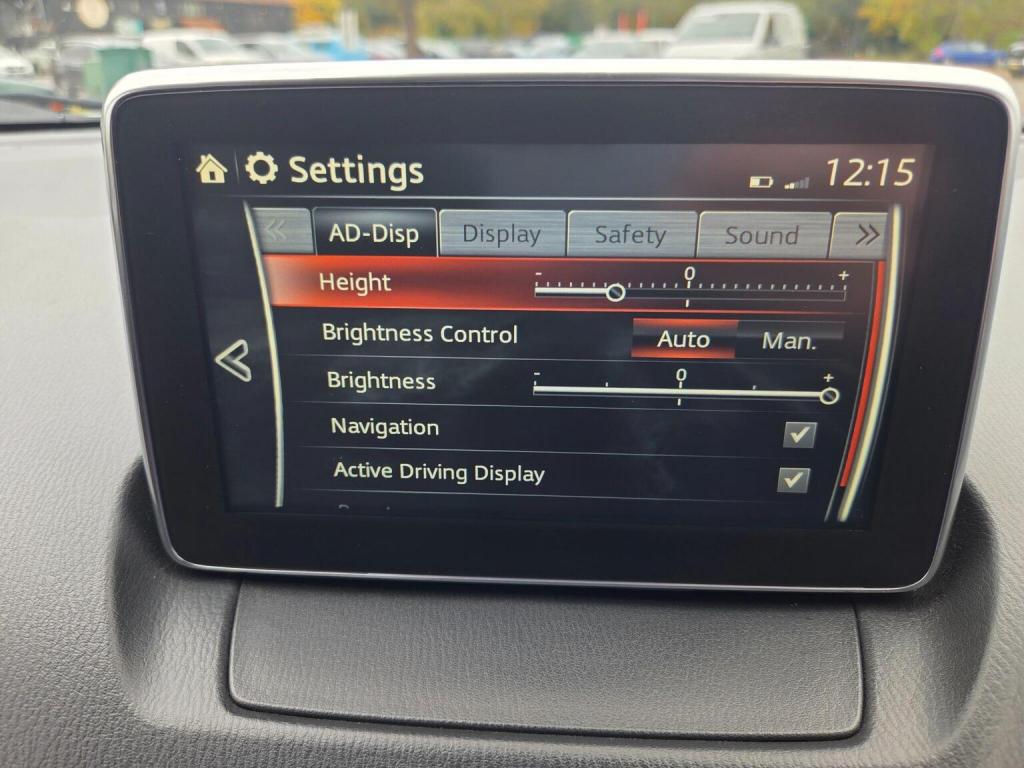 Settings 12:15
AD-Disp Display Safety Sound
Height - 0 +
Brightness Control Auto Man.
Brightness - 0 +
Navigation
Active Driving Display